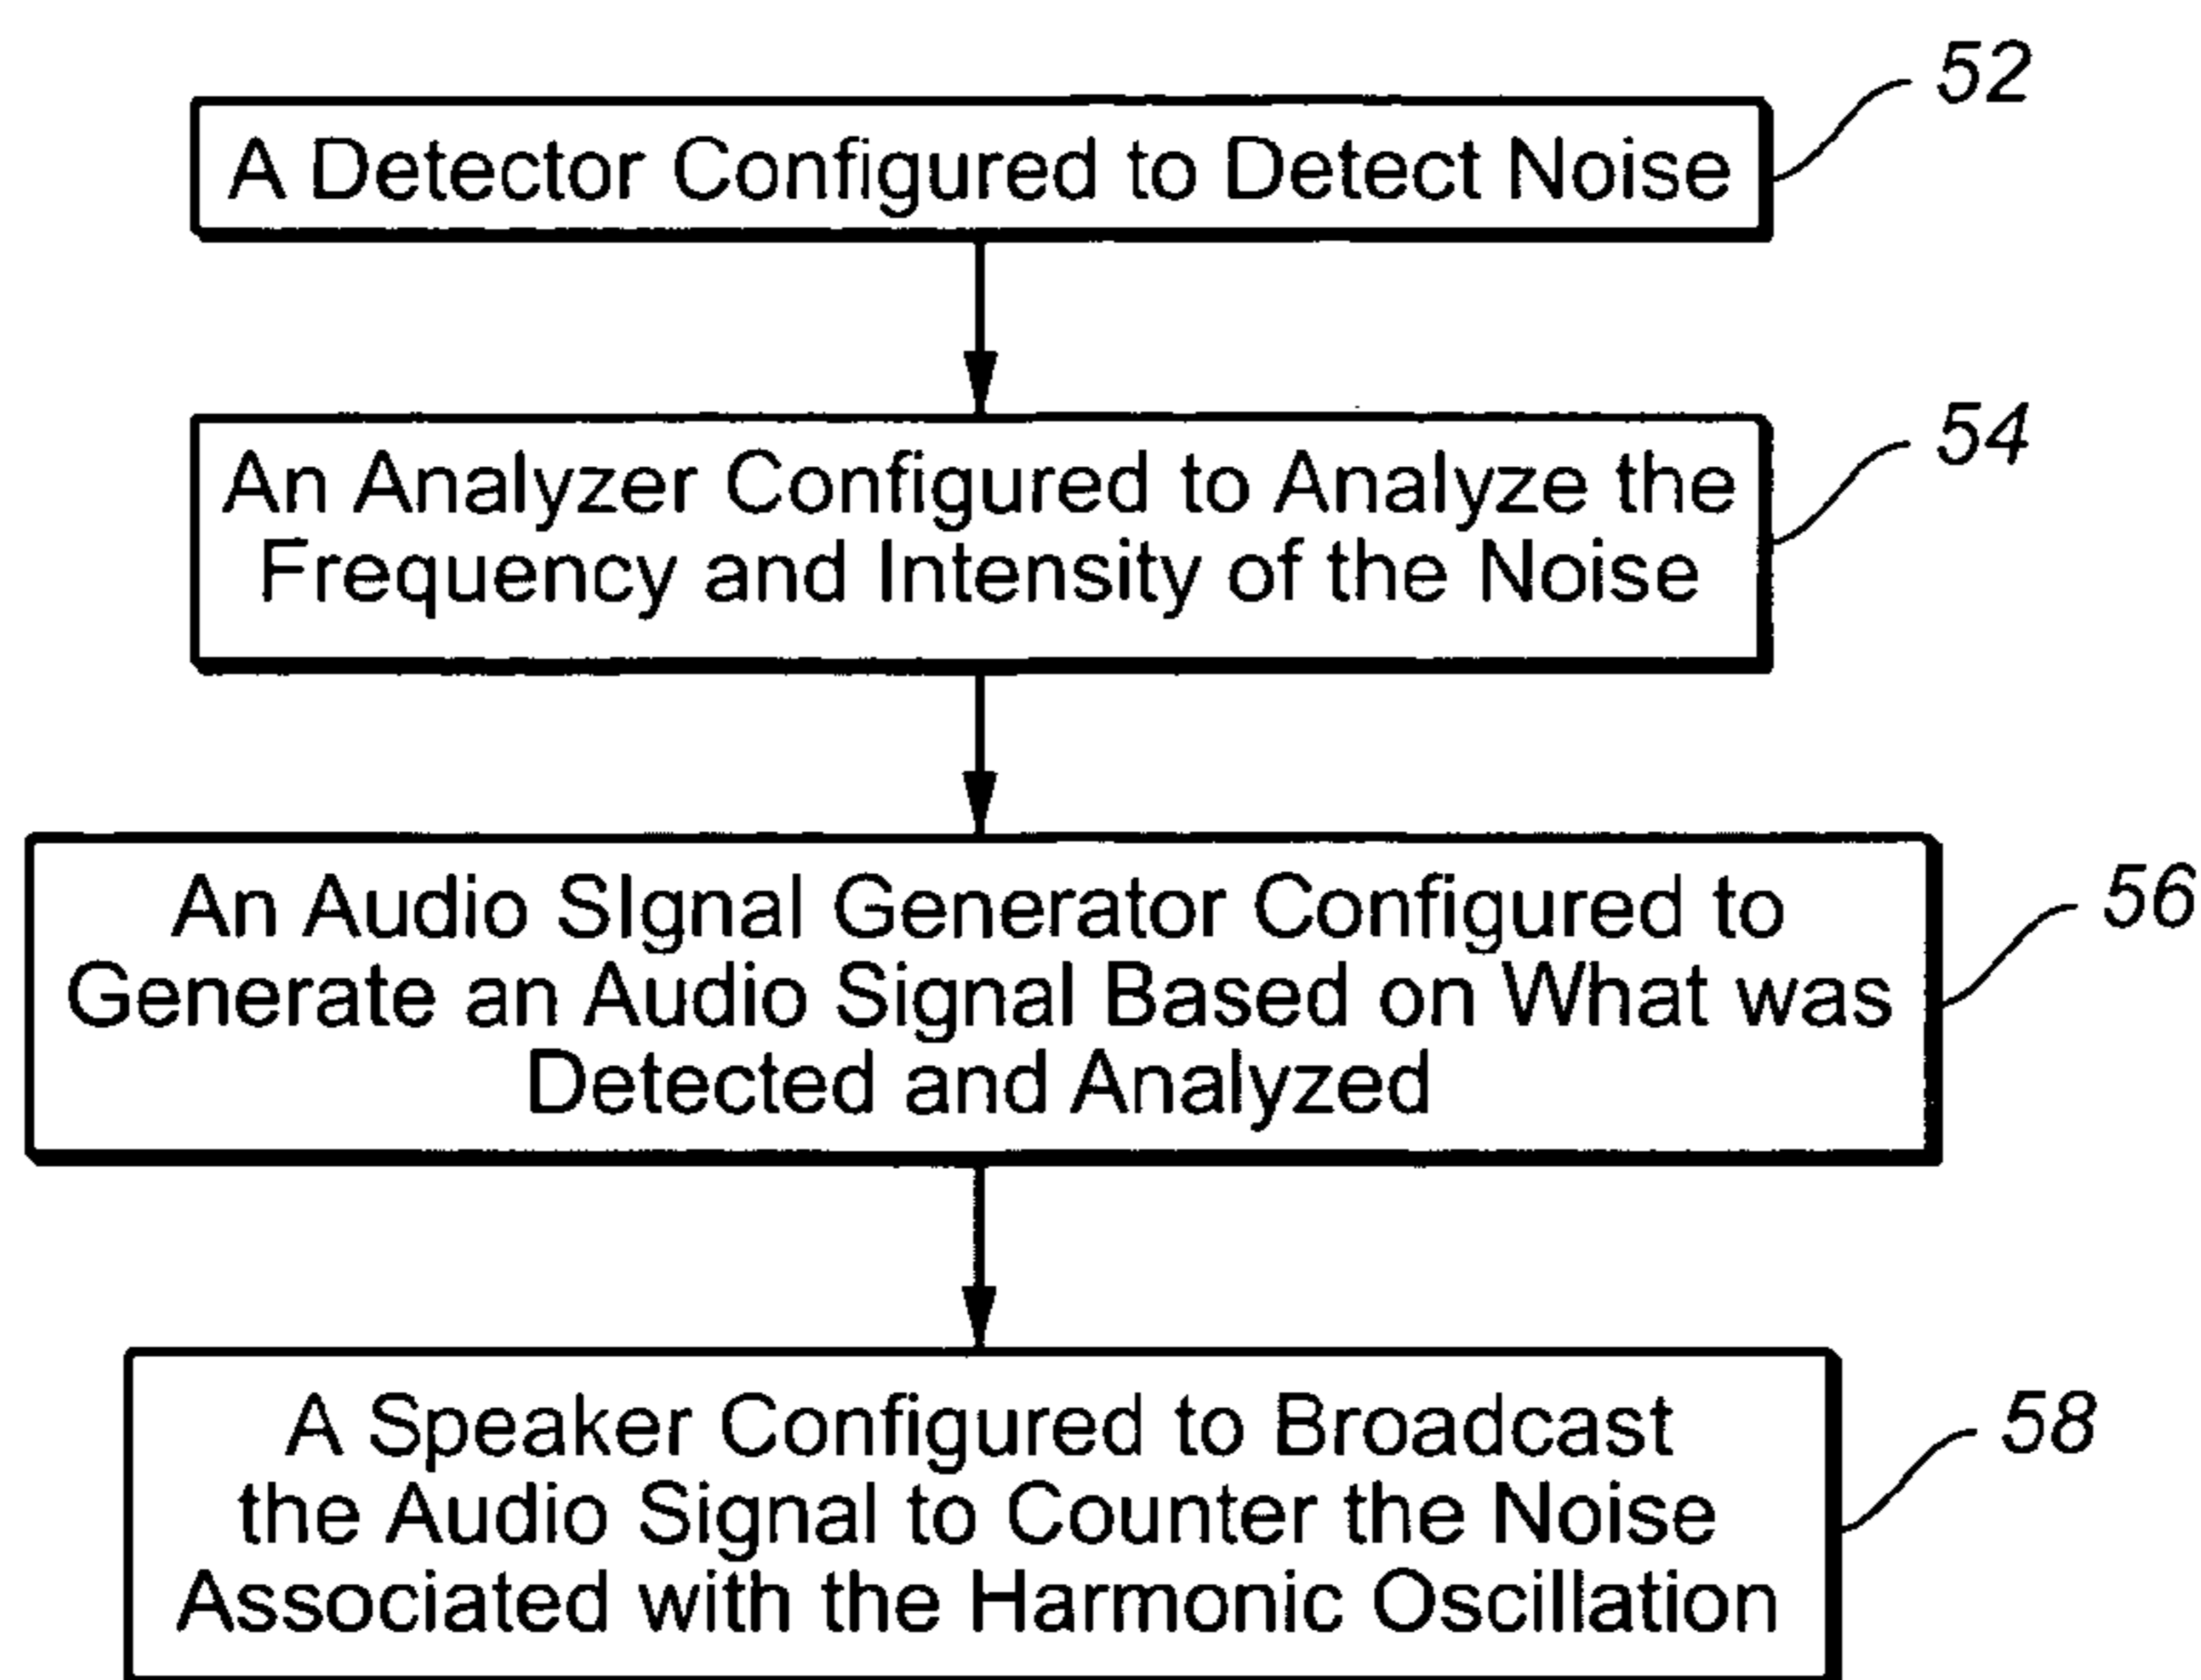 52
A Detector Configured to Detect Noise
54
An Analyzer Configured to Analyze the
Frequency and Intensity of the Noise
56
An Audio SIgnal Generator Configured to
Generate an Audio Signal Based on What was
Detected and Analyzed
58
A Speaker Configured to Broadcast
the Audio Signal to Counter the Noise
Associated with the Harmonic Oscillation